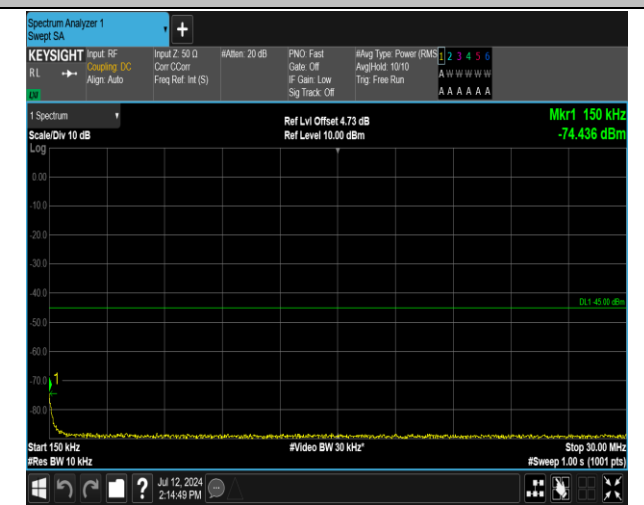 Spectrum Analyzer 1
Swept SA
+
KEYSIGHT
RL
Input: RF
Coupling: DC
Align: Auto
Input Z: 50 Ω
Corr CCorr
Freq Ref: Int (S)
#Atten: 20 dB
PNO: Fast
Gate: Off
IF Gain: Low
Sig Track: Off
#Avg Type: Power (RMS
Avg|Hold: 10/10
Trig: Free Run
1 2 3 4 5 6
A W W W W W
A A A A A A
1 Spectrum
Scale/Div 10 dB
Ref Lvl Offset 4.73 dB
Ref Level 10.00 dBm
Mkr1 150 kHz
-74.436 dBm
Log
0.00
-10.0
-20.0
-30.0
-40.0
DL1 -45.00 dBm
-50.0
-60.0
-70.0
1
-80.0
Start 150 kHz
#Video BW 30 kHz*
Stop 30.00 MHz
#Res BW 10 kHz
#Sweep 1.00 s (1001 pts)
?
Jul 12, 2024
2:14:49 PM